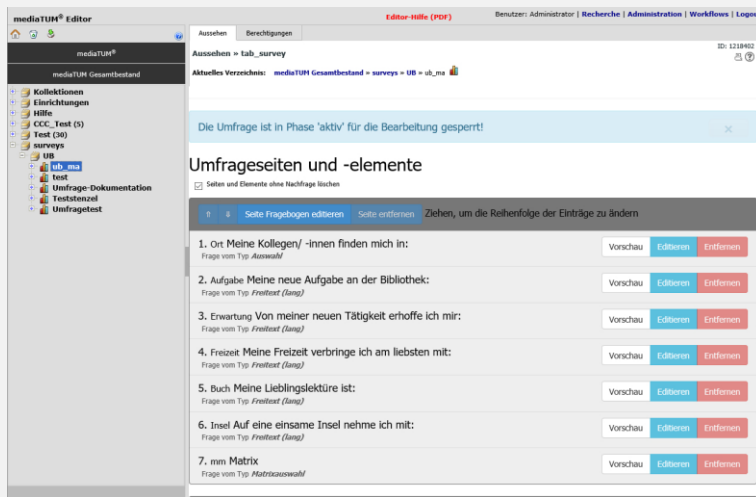 mediaTUM® Editor
Editor-Hilfe (PDF)
Benutzer: Administrator | Recherche | Administration | Workflows | Logou
mediaTUM®
mediaTUM Gesamtbestand
Kollektionen
Einrichtungen
Hilfe
CCC_Test (5)
Test (30)
surveys
UB
ub_ma
test
Umfrage-Dokumentation
Teststenzel
Umfragetest
Aussehen Berechtigungen
ID: 1218402
Aussehen » tab_survey
Aktuelles Verzeichnis: mediaTUM Gesamtbestand » surveys » UB » ub_ma
Die Umfrage ist in Phase 'aktiv' für die Bearbeitung gesperrt!
Umfrageseiten und -elemente
Seiten und Elemente ohne Nachfrage löschen
Seite Fragebogen editieren Seite entfernen Ziehen, um die Reihenfolge der Einträge zu ändern
1. Ort Meine Kollegen/ -innen finden mich in:
Frage vom Typ Auswahl
Vorschau Editieren Entfernen
2. Aufgabe Meine neue Aufgabe an der Bibliothek:
Frage vom Typ Freitext (lang)
Vorschau Editieren Entfernen
3. Erwartung Von meiner neuen Tätigkeit erhoffe ich mir:
Frage vom Typ Freitext (lang)
Vorschau Editieren Entfernen
4. Freizeit Meine Freizeit verbringe ich am liebsten mit:
Frage vom Typ Freitext (lang)
Vorschau Editieren Entfernen
5. Buch Meine Lieblingslektüre ist:
Frage vom Typ Freitext (lang)
Vorschau Editieren Entfernen
6. Insel Auf eine einsame Insel nehme ich mit:
Frage vom Typ Freitext (lang)
Vorschau Editieren Entfernen
7. mm Matrix
Frage vom Typ Matrixauswahl
Vorschau Editieren Entfernen